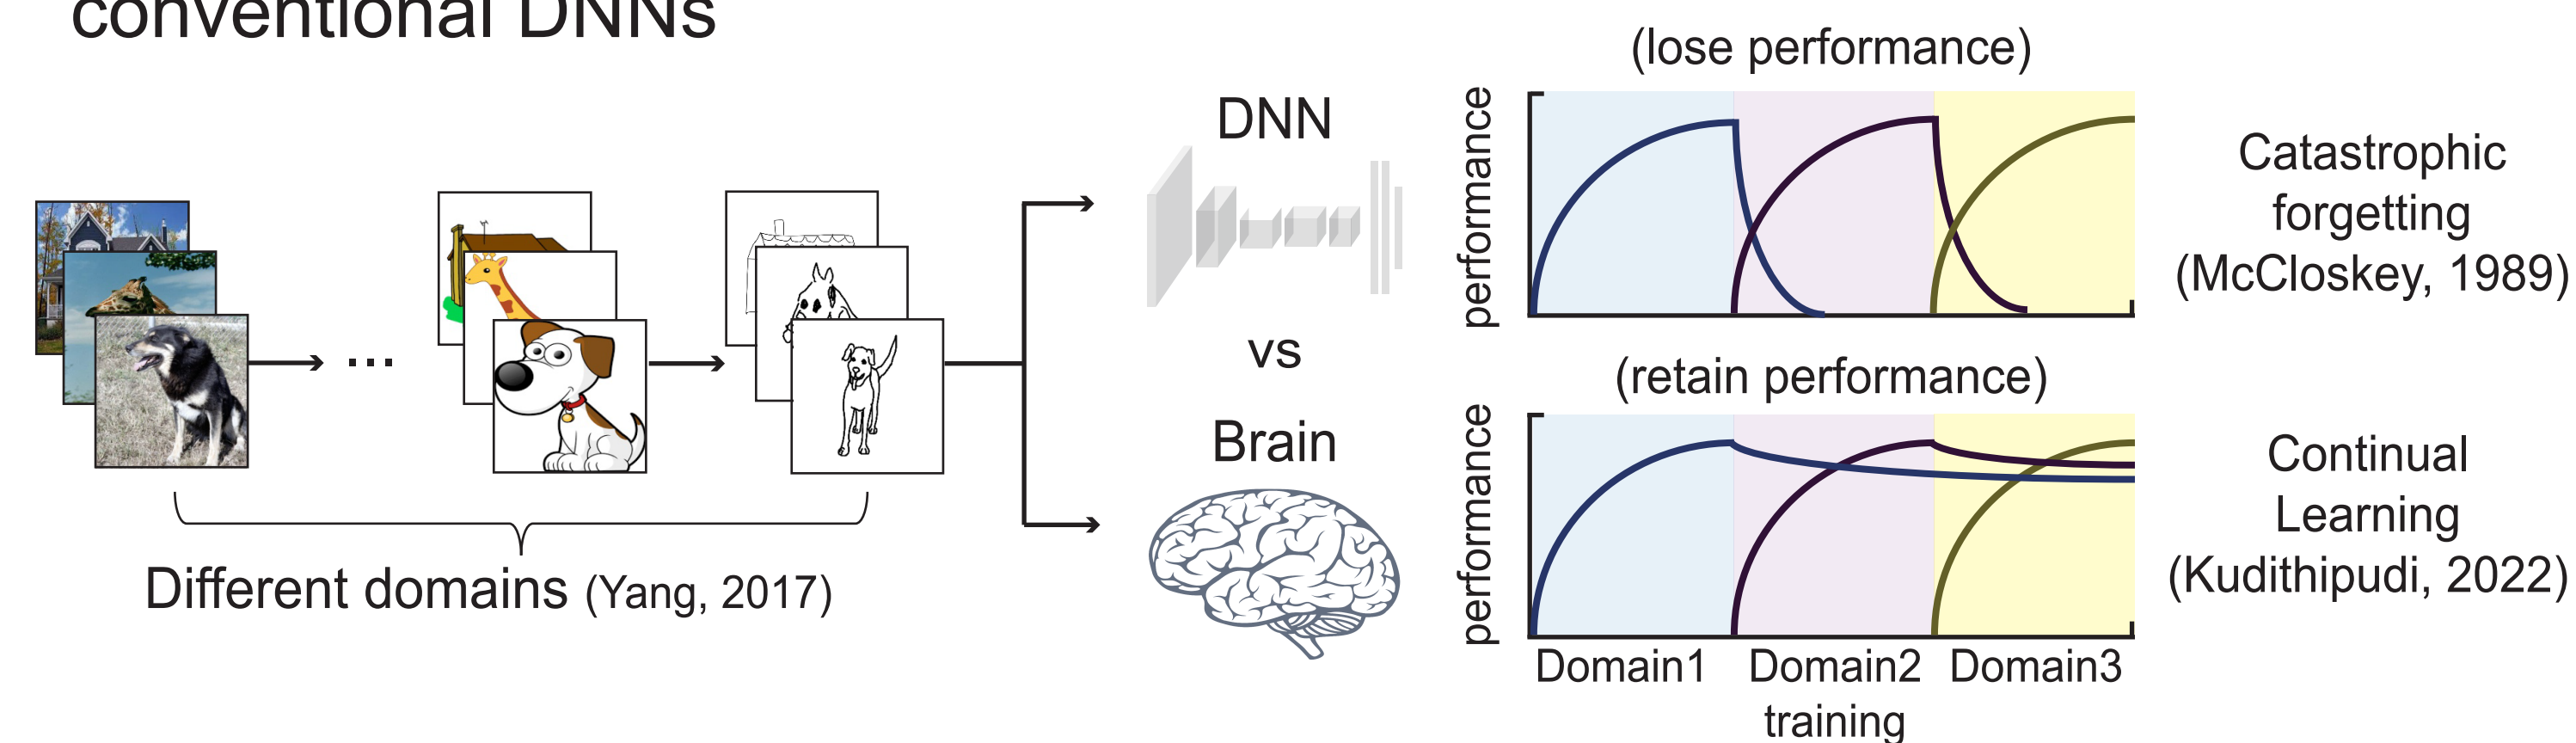 conventional DNNs
...
Different domains (Yang, 2017)
DNN
vs
Brain
(lose performance)
performance
Catastrophic
forgetting
(McCloskey, 1989)
(retain performance)
performance
Domain1 Domain2 Domain3
training
Continual
Learning
(Kudithipudi, 2022)